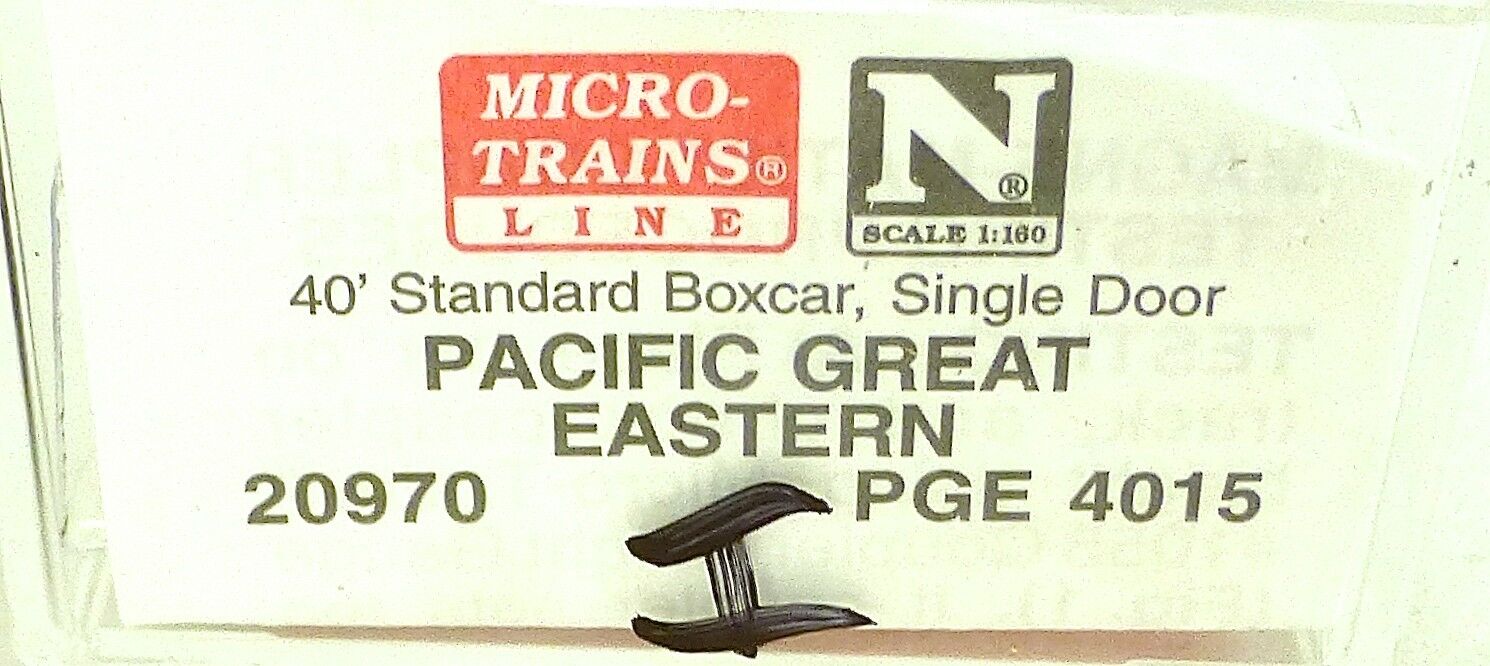 MICRO-
TRAINS®
LINE
N®
SCALE 1:160
40' Standard Boxcar, Single Door
PACIFIC GREAT
EASTERN
20970 PGE 4015
I